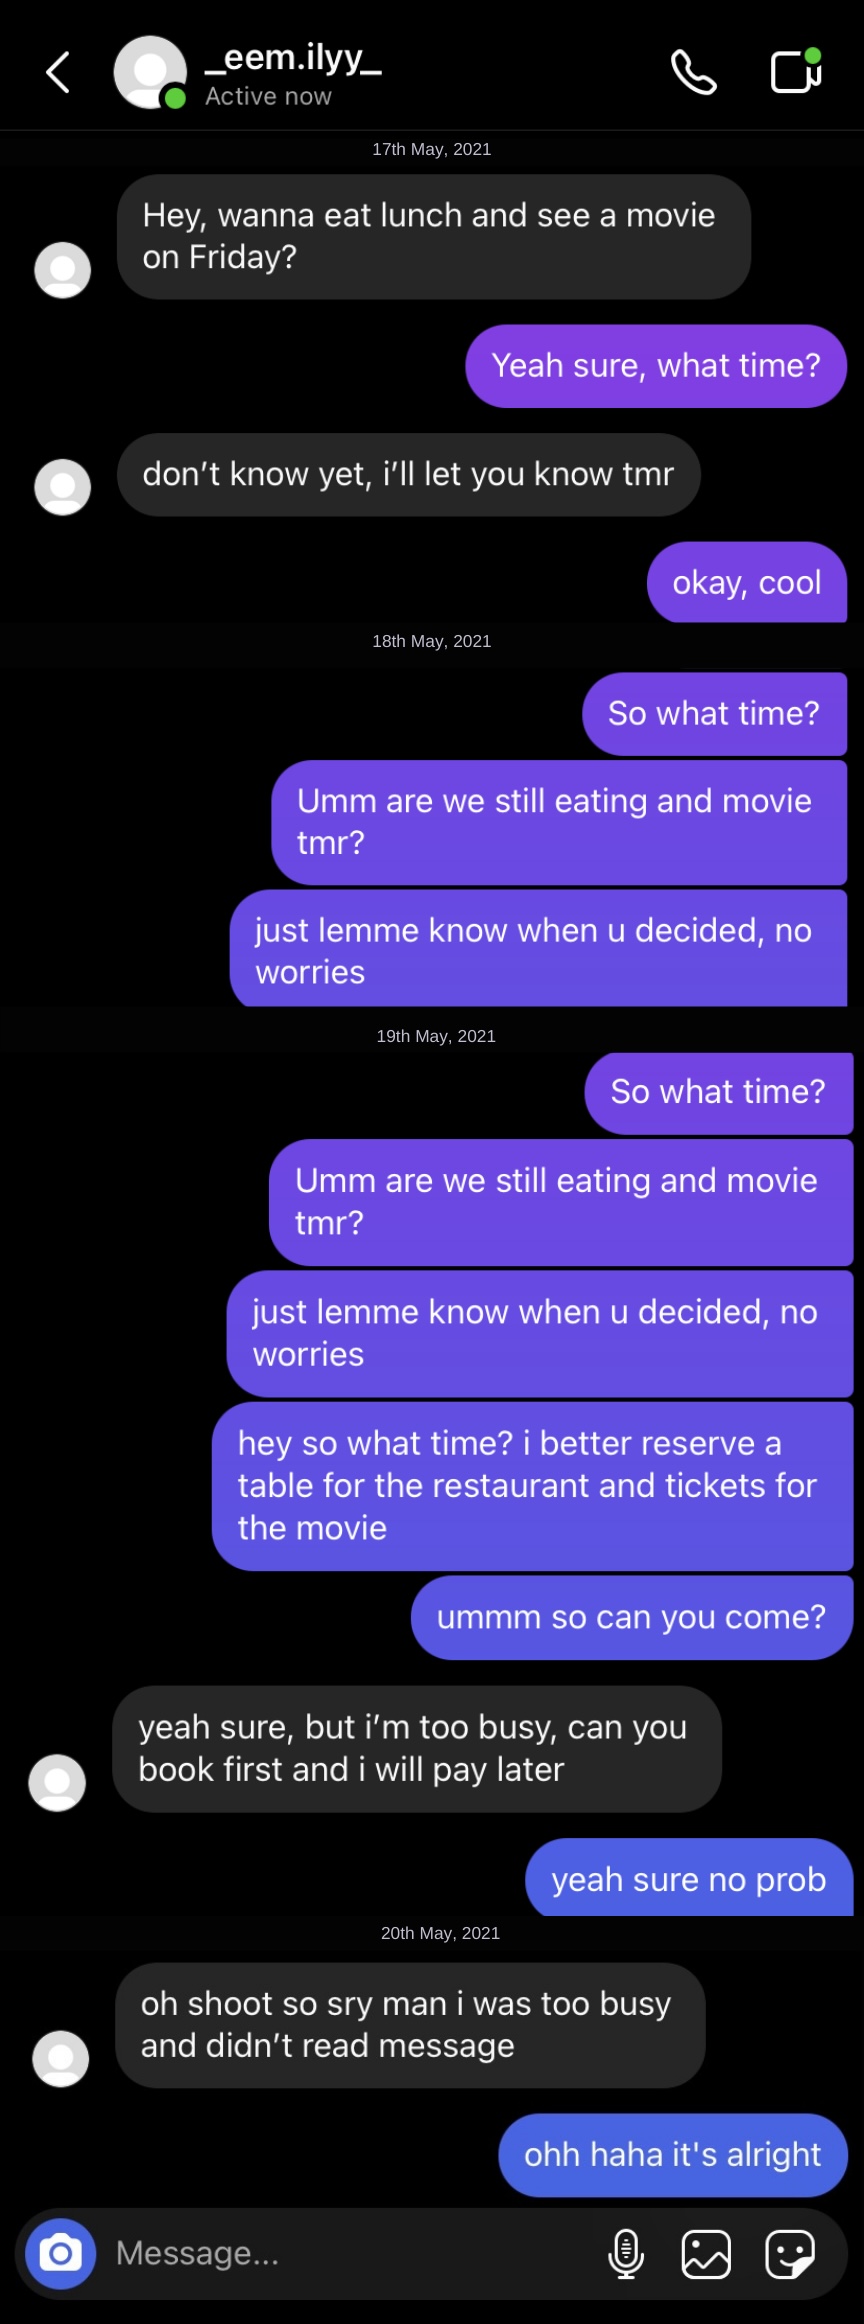 _eem.ilyy_
Active now
17th May, 2021
Hey, wanna eat lunch and see a movie
on Friday?
Yeah sure, what time?
don't know yet, i'll let you know tmr
okay, cool
18th May, 2021
So what time?
Umm are we still eating and movie
tmr?
just lemme know when u decided, no
worries
19th May, 2021
So what time?
Umm are we still eating and movie
tmr?
just lemme know when u decided, no
worries
hey so what time? i better reserve a
table for the restaurant and tickets for
the movie
ummm so can you come?
yeah sure, but i'm too busy, can you
book first and i will pay later
yeah sure no prob
20th May, 2021
oh shoot so sry man i was too busy
and didn't read message
ohh haha it's alright
Message...